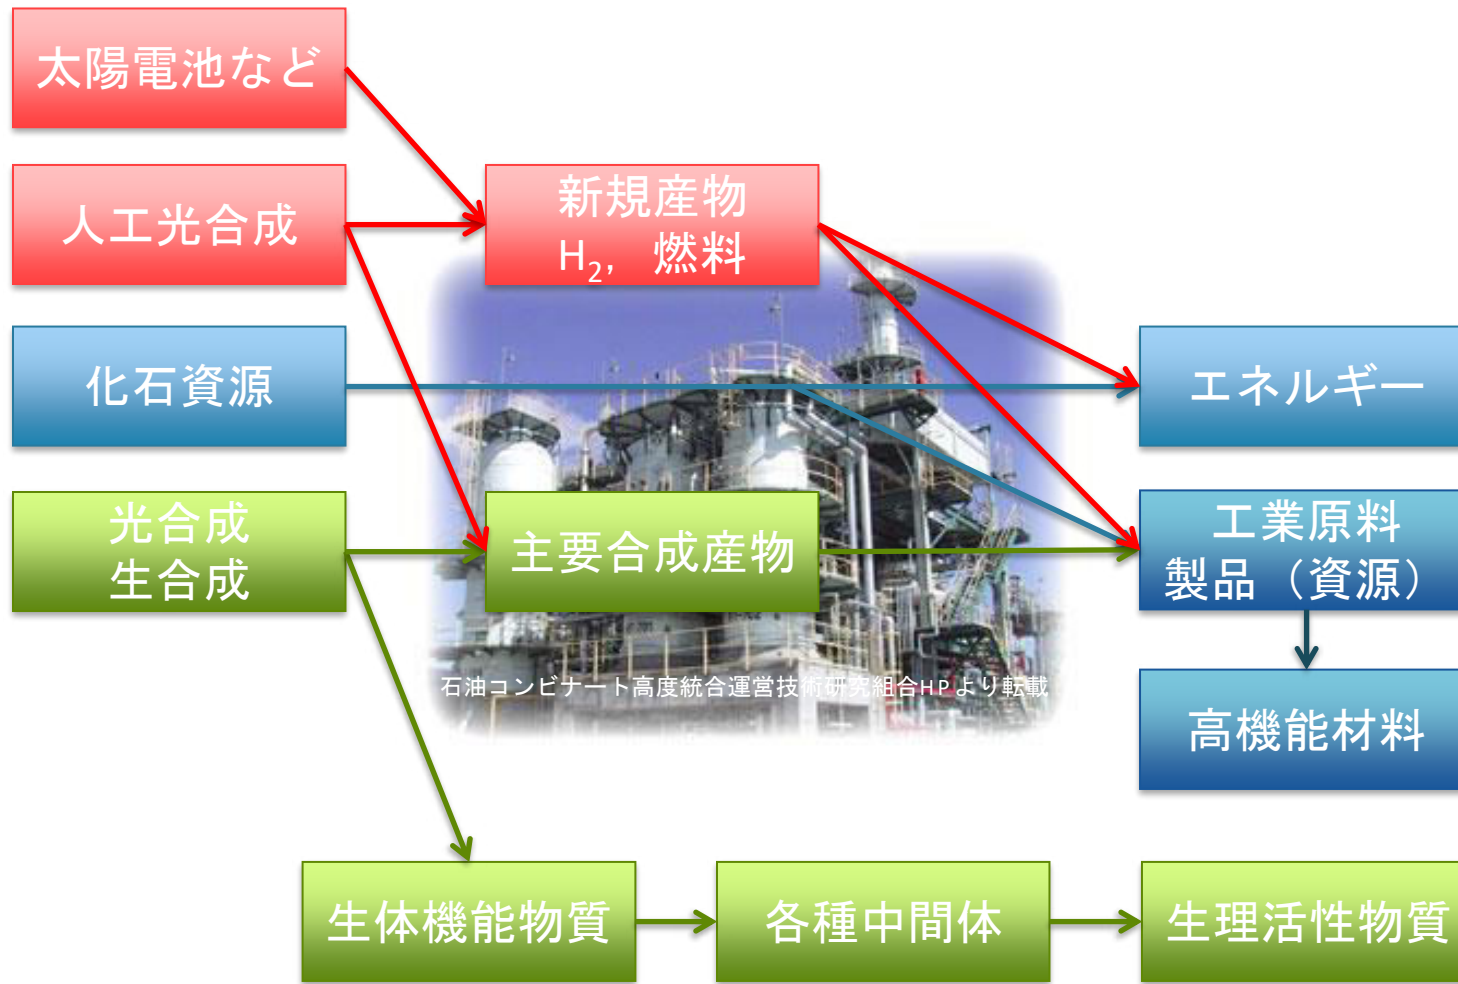 太陽電池など
人工光合成
新規産物
H₂, 燃料
化石資源
エネルギー
光合成
生合成
主要合成産物
工業原料
製品（資源）
石油コンビナート高度統合運営技術研究組合HPより転載
高機能材料
生体機能物質
各種中間体
生理活性物質